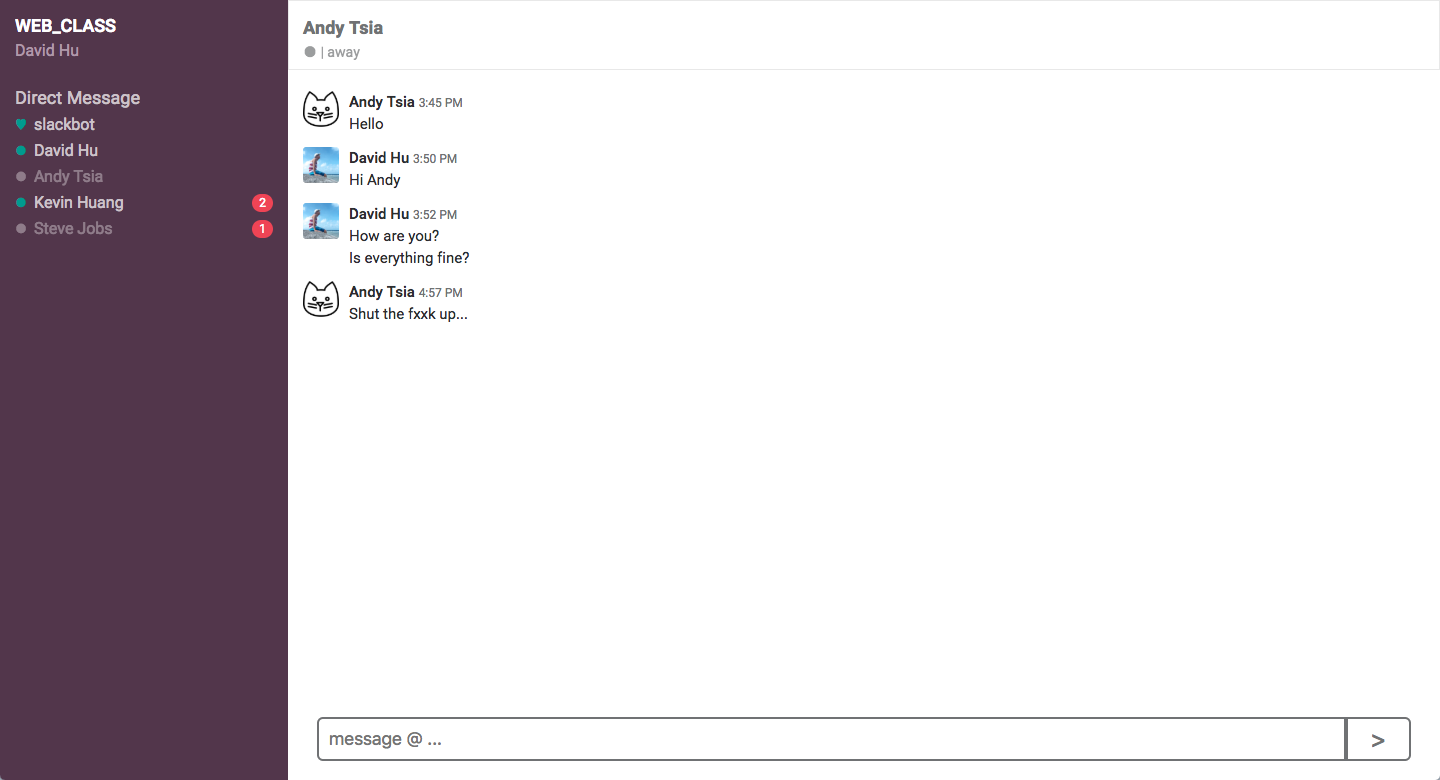 WEB_CLASS
David Hu
Direct Message
slackbot
David Hu
Andy Tsia
Kevin Huang 2
Steve Jobs 1
Andy Tsia
| away
Andy Tsia 3:45 PM
Hello
David Hu 3:50 PM
Hi Andy
David Hu 3:52 PM
How are you?
Is everything fine?
Andy Tsia 4:57 PM
Shut the fxxk up...
message @ ...
>